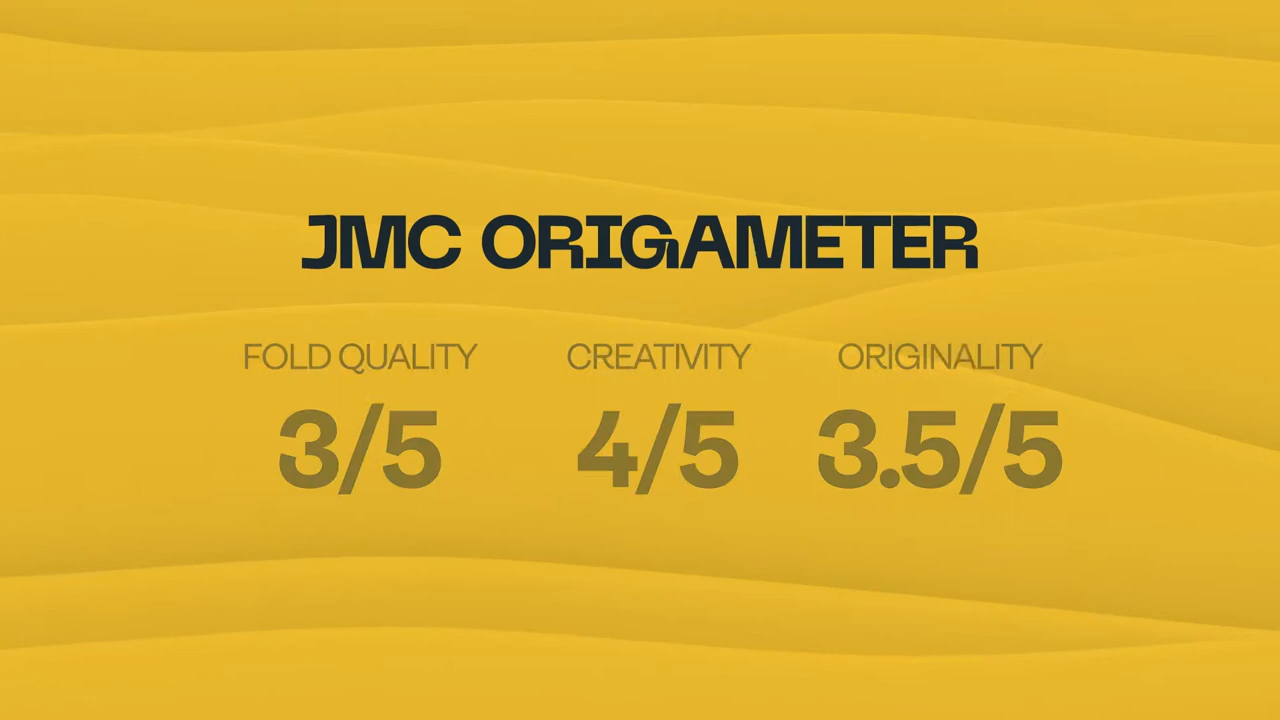 JMC ORIGAMETER
FOLD QUALITY CREATIVITY ORIGINALITY
3/5 4/5 3.5/5